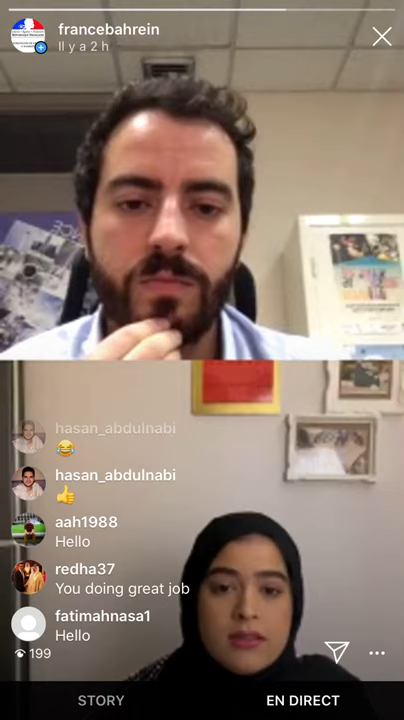 francebahrein
Il y a 2 h
hasan_abdulnabi
😂
hasan_abdulnabi
👍
aah1988
Hello
redha37
You doing great job
fatimahnasa1
Hello
199
STORY
EN DIRECT